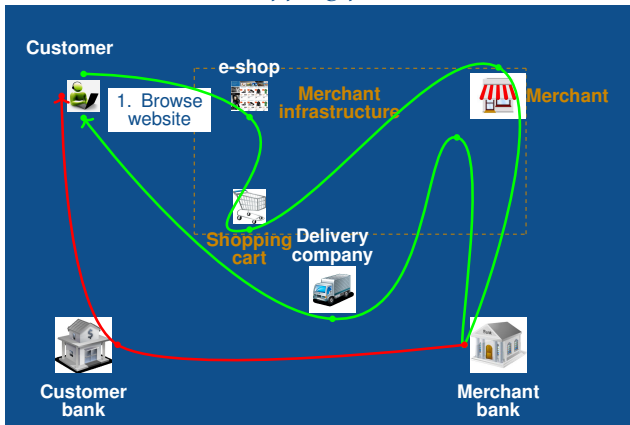 Customer
e-shop
1. Browse
website
Merchant
infrastructure
Merchant
Shopping
cart
Delivery
company
Customer
bank
Merchant
bank